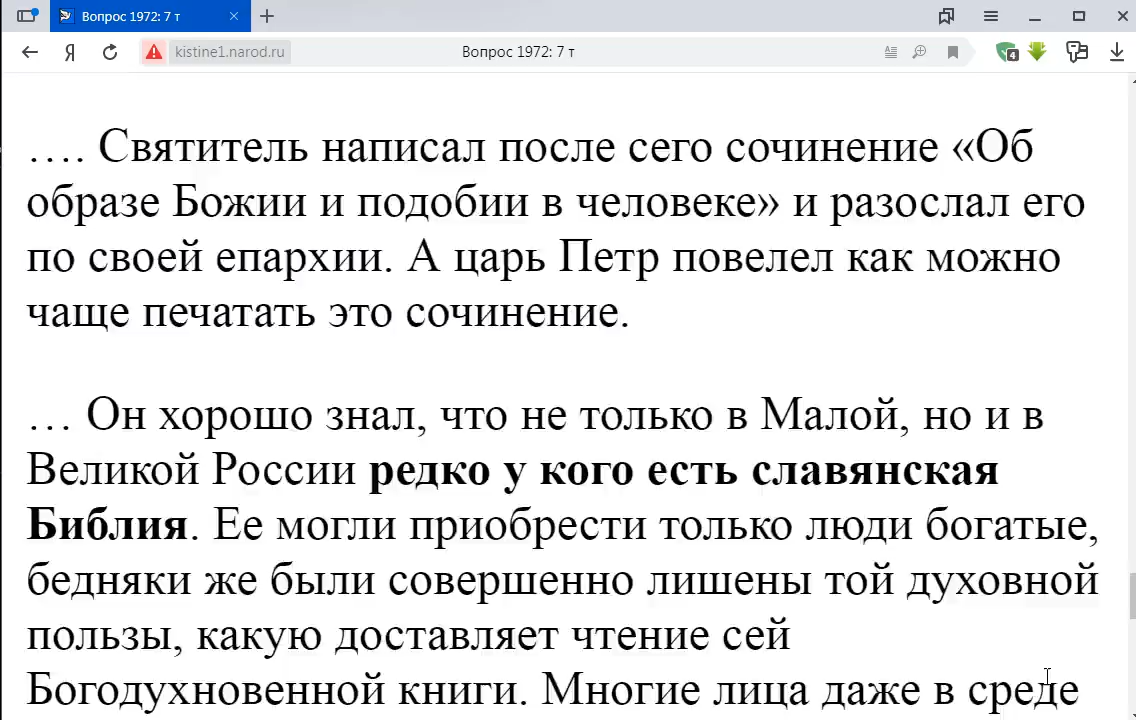 Вопрос 1972: 7 т
kistine1.narod.ru
Вопрос 1972: 7 т
4
…. Святитель написал после сего сочинение «Об
образе Божии и подобии в человеке» и разослал его
по своей епархии. А царь Петр повелел как можно
чаще печатать это сочинение.
… Он хорошо знал, что не только в Малой, но и в
Великой России редко у кого есть славянская
Библия. Ее могли приобрести только люди богатые,
бедняки же были совершенно лишены той духовной
пользы, какую доставляет чтение сей
Богодухновенной книги. Многие лица даже в среде